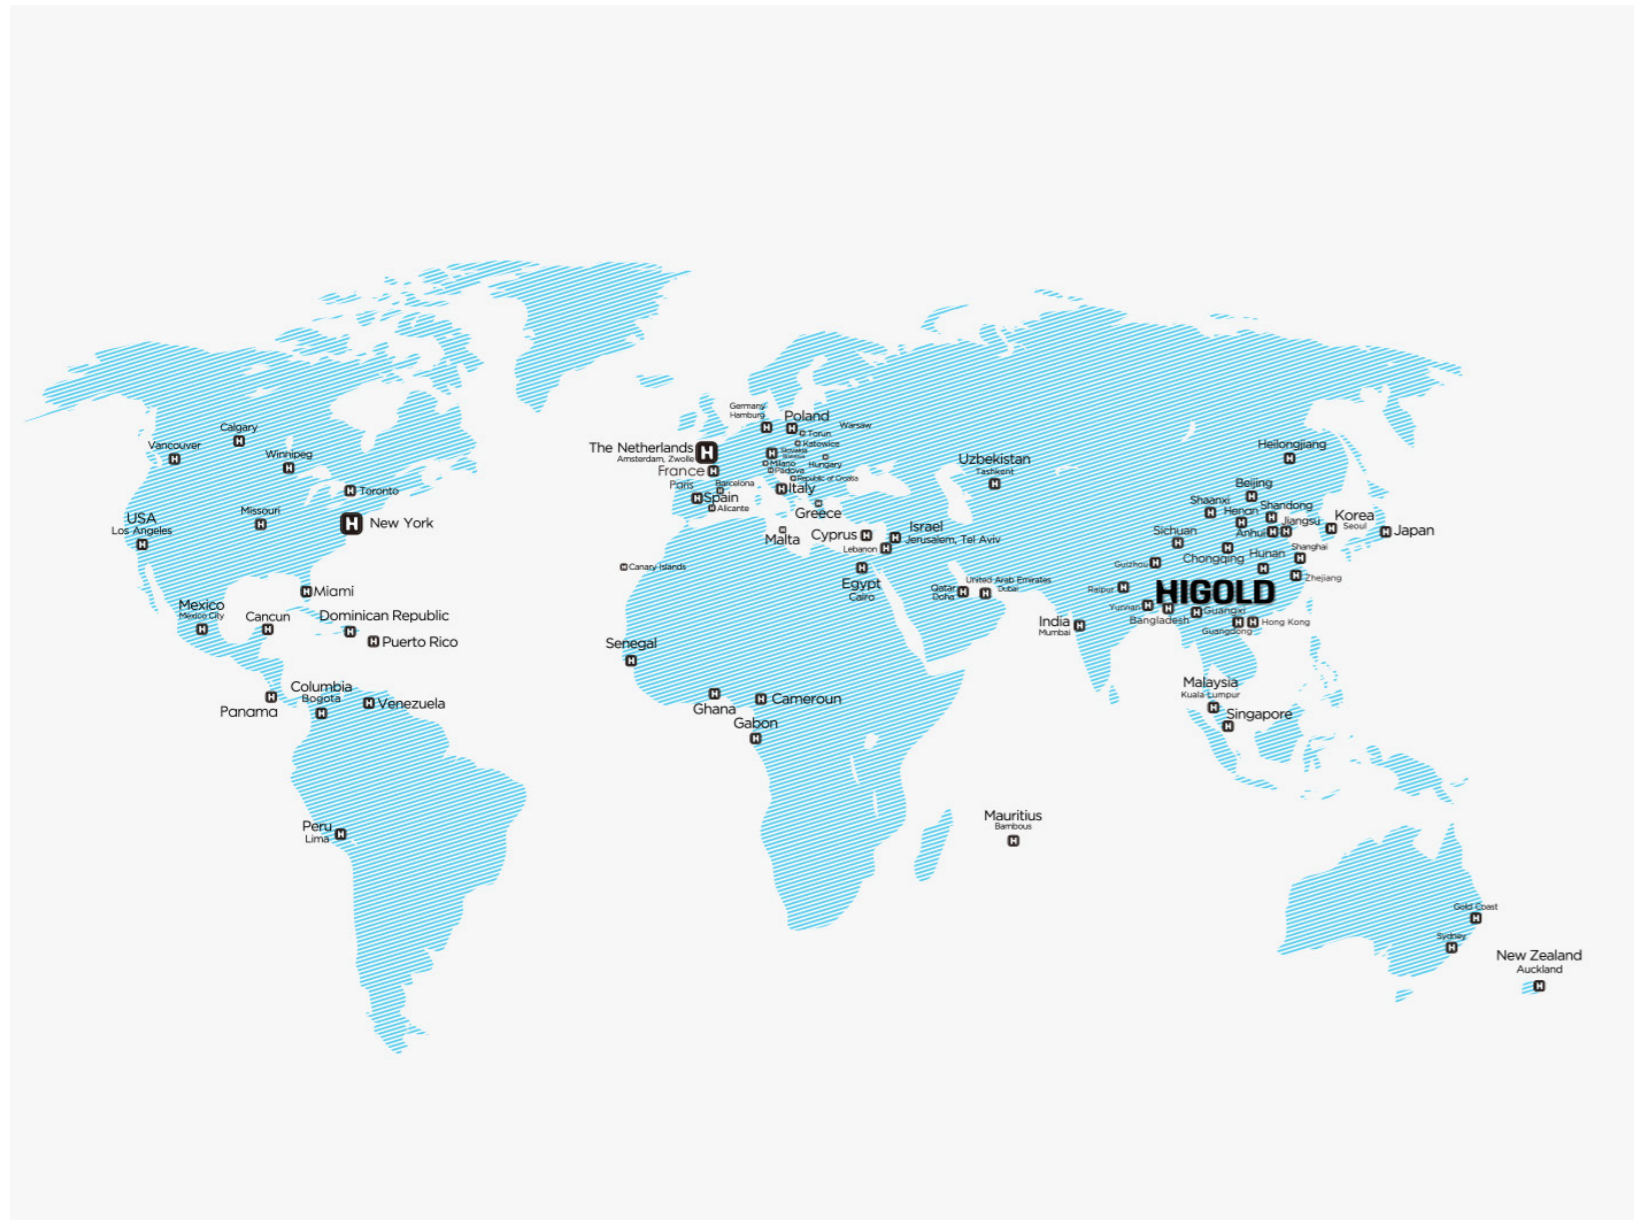 Calgary
Vancouver
Winnipeg
Toronto
Missouri
USA
Los Angeles
New York
Miami
Mexico
Mexico City
Cancun
Dominican Republic
Puerto Rico
Panama
Columbia
Bogota
Venezuela
Peru
Lima
Germany
Hamburg
Poland
Warsaw
Torun
Katowice
The Netherlands
Amsterdam, Zwolle
Slovakia
Milano
Hungary
Padova
France
Paris
Republic of Croatia
Barcelona
Italy
Spain
Alicante
Greece
Malta
Cyprus
Israel
Jerusalem, Tel Aviv
Lebanon
Canary Islands
Egypt
Cairo
Qatar
Doha
United Arab Emirates
Dubai
Senegal
Ghana
Cameroun
Gabon
Mauritius
Bambous
Uzbekistan
Tashkent
Heilongjiang
Beijing
Shaanxi
Shandong
Henan
Jiangsu
Korea
Seoul
Japan
Sichuan
Anhui
Shanghai
Chongqing
Hunan
Guizhou
Zhejiang
Raipur
HIGOLD
Yunnan
Guangxi
Bangladesh
Hong Kong
Guangdong
India
Mumbai
Malaysia
Kuala Lumpur
Singapore
Gold Coast
Sydney
New Zealand
Auckland